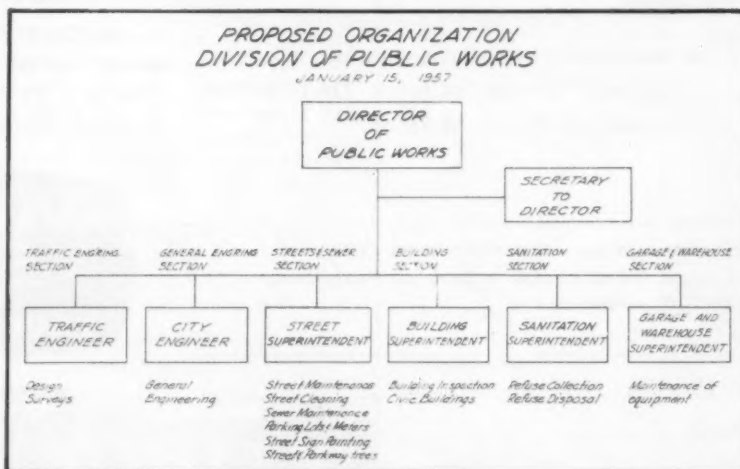 PROPOSED ORGANIZATION
DIVISION OF PUBLIC WORKS
JANUARY 15, 1957
DIRECTOR
OF
PUBLIC WORKS
SECRETARY
TO
DIRECTOR
TRAFFIC ENGRING
SECTION
GENERAL ENGRING
SECTION
STREETS & SEWER
SECTION
BUILDING
SECTION
SANITATION
SECTION
GARAGE & WAREHOUSE
SECTION
TRAFFIC
ENGINEER
CITY
ENGINEER
STREET
SUPERINTENDENT
BUILDING
SUPERINTENDENT
SANITATION
SUPERINTENDENT
GARAGE AND
WAREHOUSE
SUPERINTENDENT
Design
Surveys
General
Engineering
Street Maintenance
Street Cleaning
Sewer Maintenance
Parking Lots & Meters
Street Sign Painting
Street & Parkway trees
Building Inspection
Civic Buildings
Refuse Collection
Refuse Disposal
Maintenance of
equipment